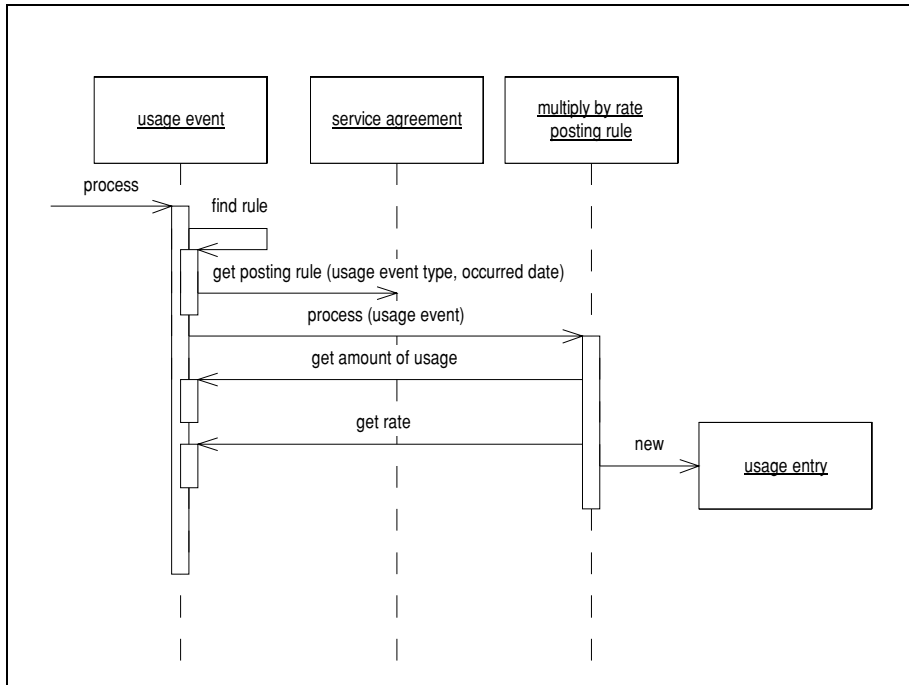 usage event
service agreement
multiply by rate
posting rule
process
find rule
get posting rule (usage event type, occurred date)
process (usage event)
get amount of usage
get rate
new
usage entry